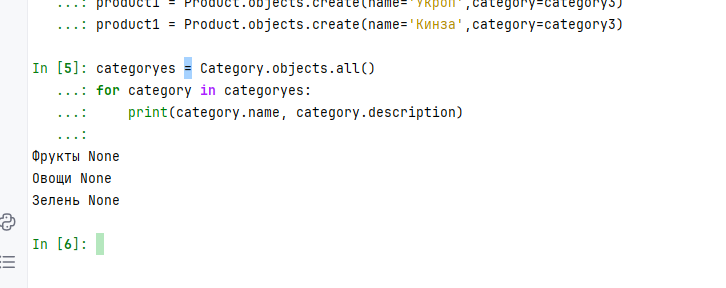 ...: product1 = Product.objects.create(name='Укроп',category=category3)
...: product1 = Product.objects.create(name='Кинза',category=category3)
In [5]: categoryes = Category.objects.all()
...: for category in categoryes:
...:     print(category.name, category.description)
...:
Фрукты None
Овощи None
Зелень None
In [6]: